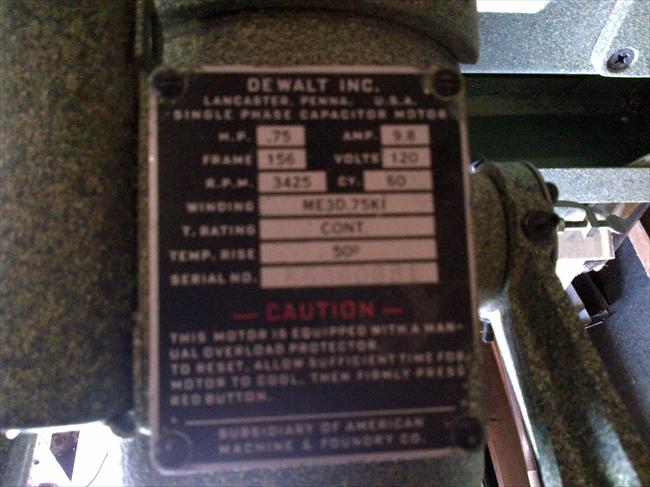 DEWALT INC.
LANCASTER, PENNA. U.S.A.
SINGLE PHASE CAPACITOR MOTOR
H.P. .75 AMP. 9.8
FRAME 156 VOLTS 120
R.P.M. 3425 CY. 60
WINDING ME3D.75KI
T. RATING CONT.
TEMP. RISE 50°
SERIAL NO.
— CAUTION —
THIS MOTOR IS EQUIPPED WITH A MAN-
UAL OVERLOAD PROTECTOR.
TO RESET, ALLOW SUFFICIENT TIME FOR
MOTOR TO COOL, THEN FIRMLY PRESS
RED BUTTON.
SUBSIDIARY OF AMERICAN
MACHINE & FOUNDRY CO.